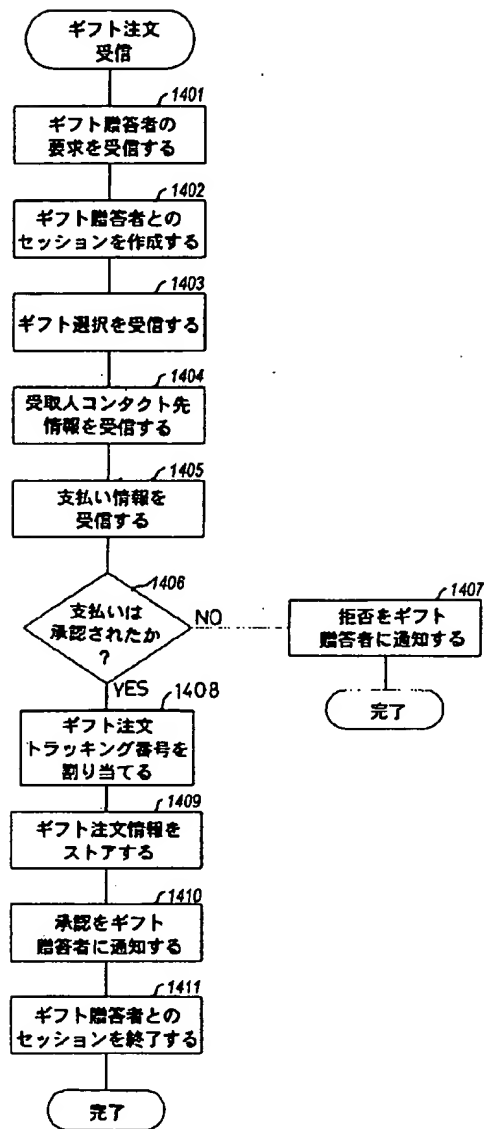 ギフト注文
受信
1401
ギフト贈答者の
要求を受信する
1402
ギフト贈答者との
セッションを作成する
1403
ギフト選択を受信する
1404
受取人コンタクト先
情報を受信する
1405
支払い情報を
受信する
1406
支払いは
承認されたか
?
NO
1407
拒否をギフト
贈答者に通知する
完了
YES
1408
ギフト注文
トラッキング番号を
割り当てる
1409
ギフト注文情報を
ストアする
1410
承認をギフト
贈答者に通知する
1411
ギフト贈答者との
セッションを終了する
完了